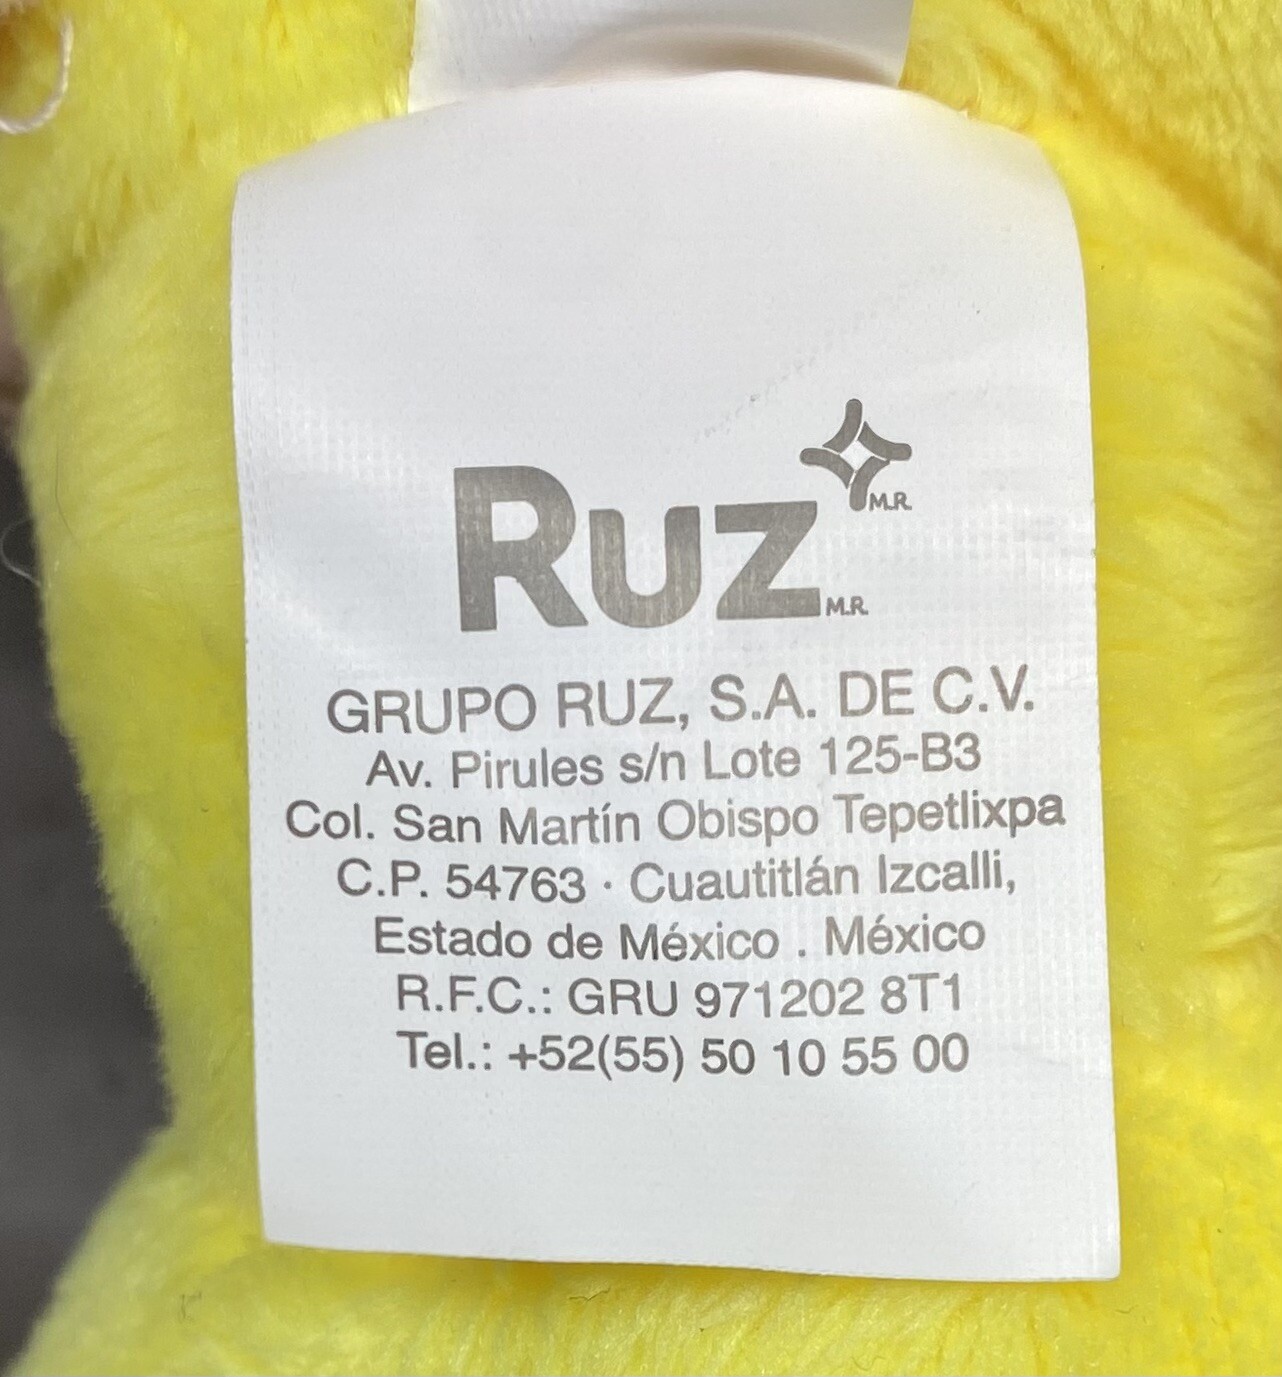 Ruz M.R.
M.R.
GRUPO RUZ, S.A. DE C.V.
Av. Pirules s/n Lote 125-B3
Col. San Martín Obispo Tepetlixpa
C.P. 54763 · Cuautitlán Izcalli,
Estado de México . México
R.F.C.: GRU 971202 8T1
Tel.: +52(55) 50 10 55 00